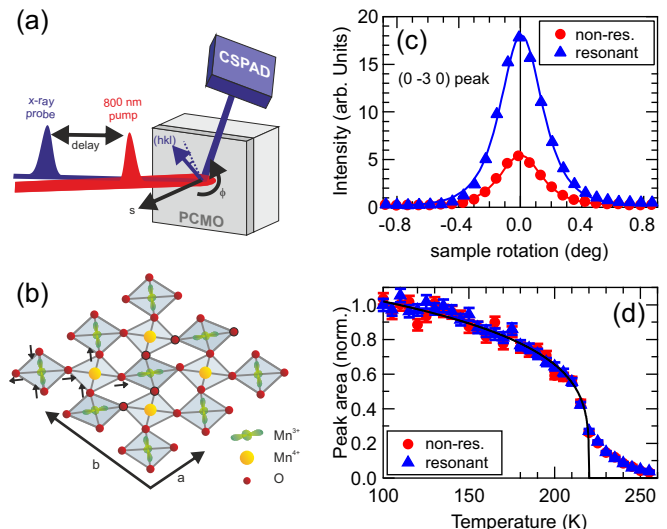 (a)
CSPAD
x-ray
probe
800 nm
pump
delay
(hkl)
ϕ
s
PCMO
(b)
b
a
Mn³⁺
Mn⁴⁺
O
(c)
non-res.
resonant
(0 -3 0) peak
Intensity (arb. Units)
20
15
10
5
0
-0.8 -0.4 0.0 0.4 0.8
sample rotation (deg)
(d)
Peak area (norm.)
1.0
0.8
0.6
0.4
0.2
0.0
non-res.
resonant
100 150 200 250
Temperature (K)